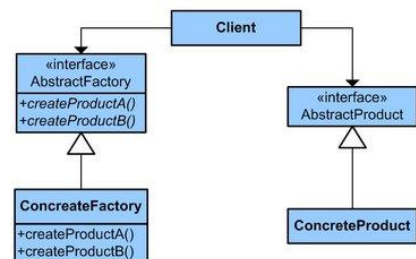 Client
«interface»
AbstractFactory
+createProductA()
+createProductB()
«interface»
AbstractProduct
ConcreateFactory
+createProductA()
+createProductB()
ConcreteProduct